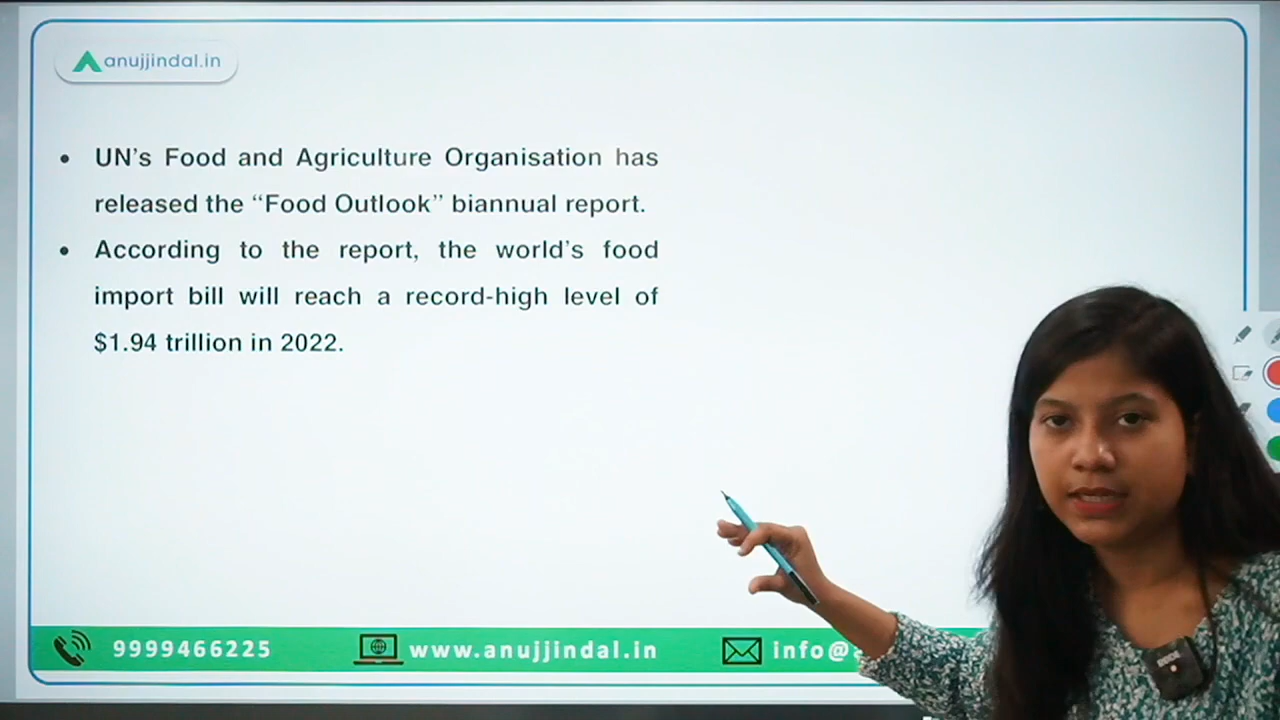 anujjindal.in
• UN's Food and Agriculture Organisation has
released the “Food Outlook” biannual report.
• According to the report, the world's food
import bill will reach a record-high level of
$1.94 trillion in 2022.
9999466225 www.anujjindal.in info@